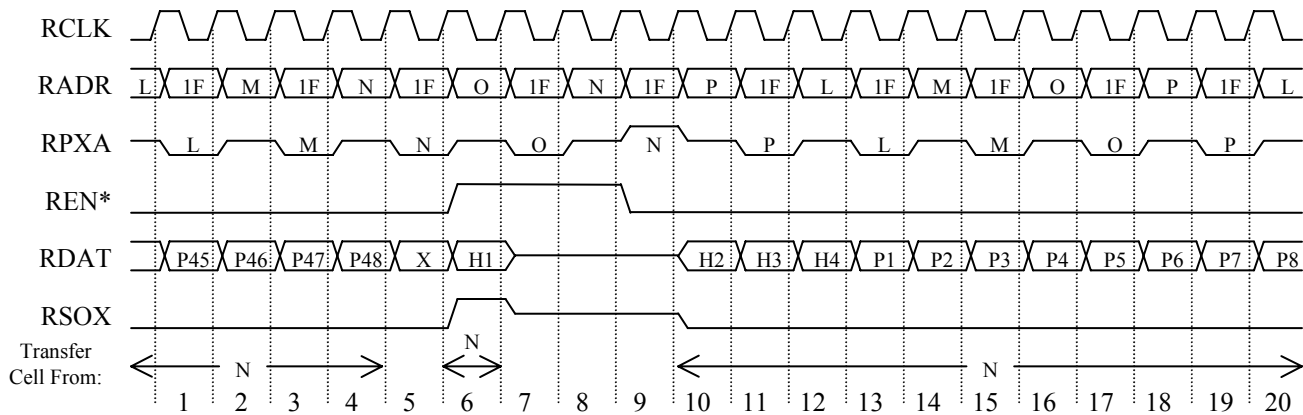 RCLK
RADR L 1F M 1F N 1F O 1F N 1F P 1F L 1F M 1F O 1F P 1F L
RPXA L M N O N P L M O P
REN*
RDAT P45 P46 P47 P48 X H1 H2 H3 H4 P1 P2 P3 P4 P5 P6 P7 P8
RSOX
Transfer
Cell From: N N N
1 2 3 4 5 6 7 8 9 10 11 12 13 14 15 16 17 18 19 20